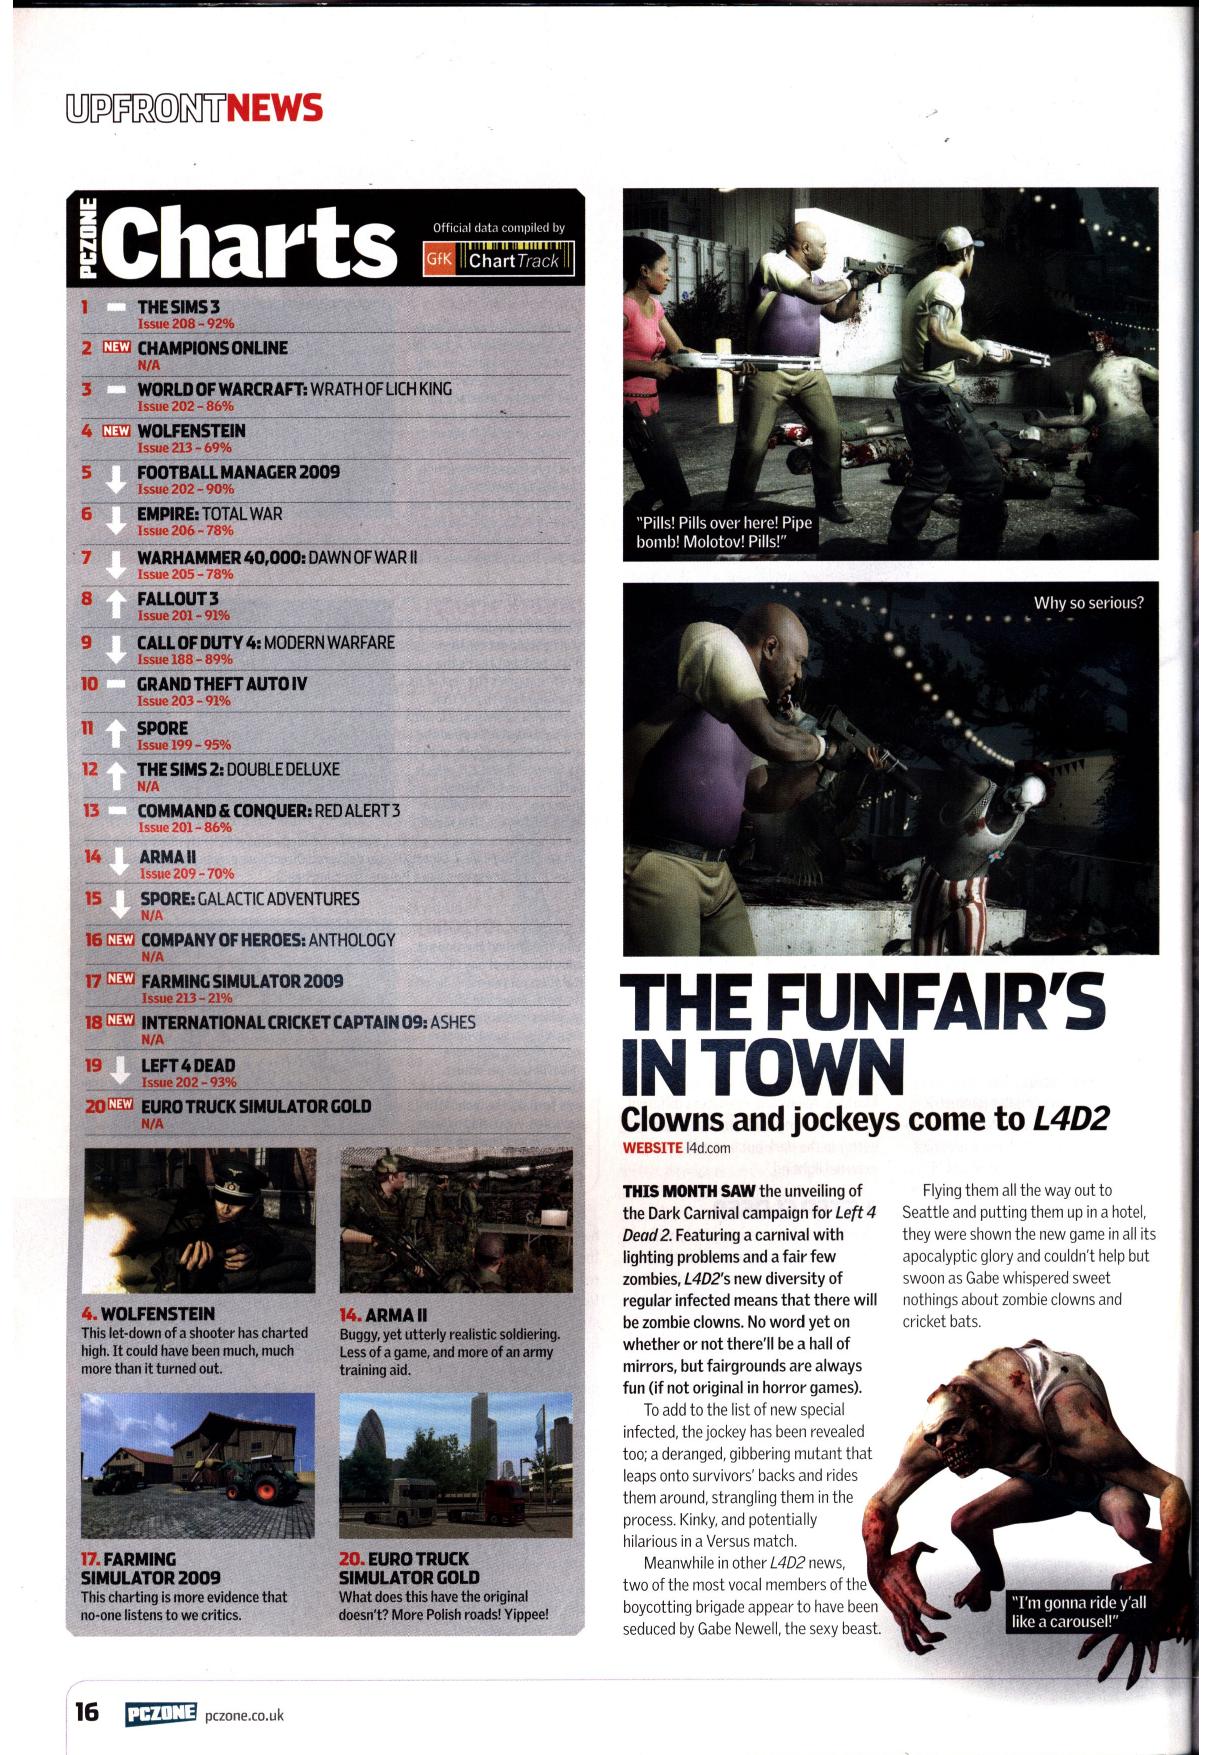 UPFRONTNEWS
PCZONE
Charts
Official data compiled by
GfK ChartTrack
1 THE SIMS 3
Issue 208 – 92%
2 NEW CHAMPIONS ONLINE
N/A
3 WORLD OF WARCRAFT: WRATH OF LICH KING
Issue 202 – 86%
4 NEW WOLFENSTEIN
Issue 213 – 69%
5 FOOTBALL MANAGER 2009
Issue 202 – 90%
6 EMPIRE: TOTAL WAR
Issue 206 – 78%
7 WARHAMMER 40,000: DAWN OF WAR II
Issue 205 – 78%
8 FALLOUT 3
Issue 201 – 91%
9 CALL OF DUTY 4: MODERN WARFARE
Issue 188 – 89%
10 GRAND THEFT AUTO IV
Issue 203 – 91%
11 SPORE
Issue 199 – 95%
12 THE SIMS 2: DOUBLE DELUXE
N/A
13 COMMAND & CONQUER: RED ALERT 3
Issue 201 – 86%
14 ARMA II
Issue 209 – 70%
15 SPORE: GALACTIC ADVENTURES
N/A
16 NEW COMPANY OF HEROES: ANTHOLOGY
N/A
17 NEW FARMING SIMULATOR 2009
Issue 213 – 21%
18 NEW INTERNATIONAL CRICKET CAPTAIN 09: ASHES
N/A
19 LEFT 4 DEAD
Issue 202 – 93%
20 NEW EURO TRUCK SIMULATOR GOLD
N/A
4. WOLFENSTEIN
This let-down of a shooter has charted
high. It could have been much, much
more than it turned out.
14. ARMA II
Buggy, yet utterly realistic soldiering.
Less of a game, and more of an army
training aid.
17. FARMING
SIMULATOR 2009
This charting is more evidence that
no-one listens to we critics.
20. EURO TRUCK
SIMULATOR GOLD
What does this have the original
doesn't? More Polish roads! Yippee!
"Pills! Pills over here! Pipe
bomb! Molotov! Pills!"
Why so serious?
THE FUNFAIR'S
IN TOWN
Clowns and jockeys come to L4D2
WEBSITE l4d.com
THIS MONTH SAW the unveiling of
the Dark Carnival campaign for Left 4
Dead 2. Featuring a carnival with
lighting problems and a fair few
zombies, L4D2's new diversity of
regular infected means that there will
be zombie clowns. No word yet on
whether or not there'll be a hall of
mirrors, but fairgrounds are always
fun (if not original in horror games).
To add to the list of new special
infected, the jockey has been revealed
too; a deranged, gibbering mutant that
leaps onto survivors' backs and rides
them around, strangling them in the
process. Kinky, and potentially
hilarious in a Versus match.
Meanwhile in other L4D2 news,
two of the most vocal members of the
boycotting brigade appear to have been
seduced by Gabe Newell, the sexy beast.
Flying them all the way out to
Seattle and putting them up in a hotel,
they were shown the new game in all its
apocalyptic glory and couldn't help but
swoon as Gabe whispered sweet
nothings about zombie clowns and
cricket bats.
"I'm gonna ride y'all
like a carousel!"
16 PCZONE pczone.co.uk